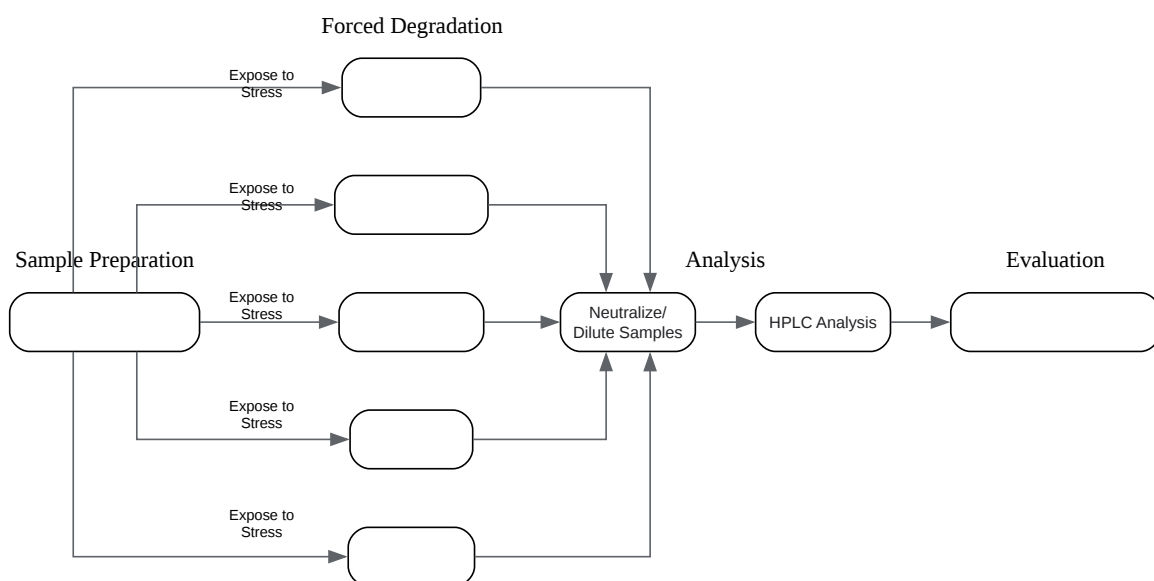 Forced Degradation
Expose to
Stress
Expose to
Stress
Sample Preparation
Analysis
Evaluation
Expose to
Stress
Neutralize/
Dilute Samples
HPLC Analysis
Expose to
Stress
Expose to
Stress